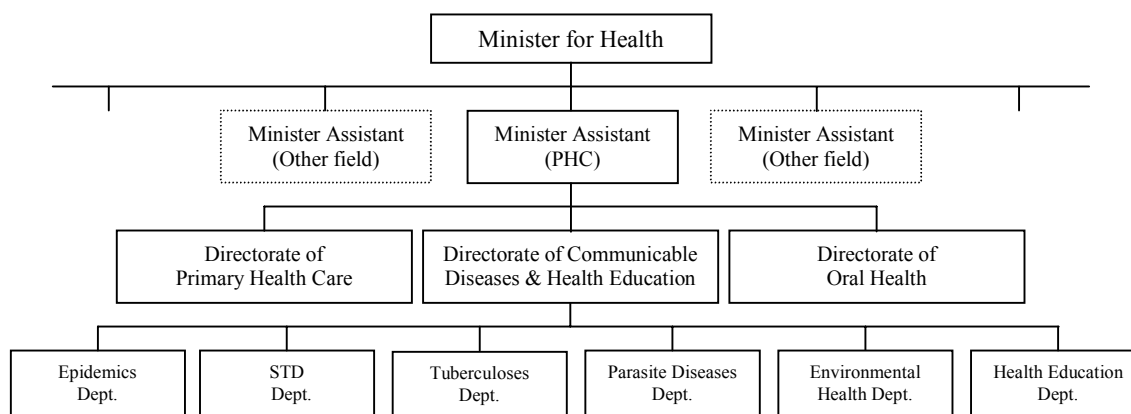 Minister for Health
Minister Assistant
(Other field)
Minister Assistant
(PHC)
Minister Assistant
(Other field)
Directorate of
Primary Health Care
Directorate of Communicable
Diseases & Health Education
Directorate of
Oral Health
Epidemics
Dept.
STD
Dept.
Tuberculoses
Dept.
Parasite Diseases
Dept.
Environmental
Health Dept.
Health Education
Dept.